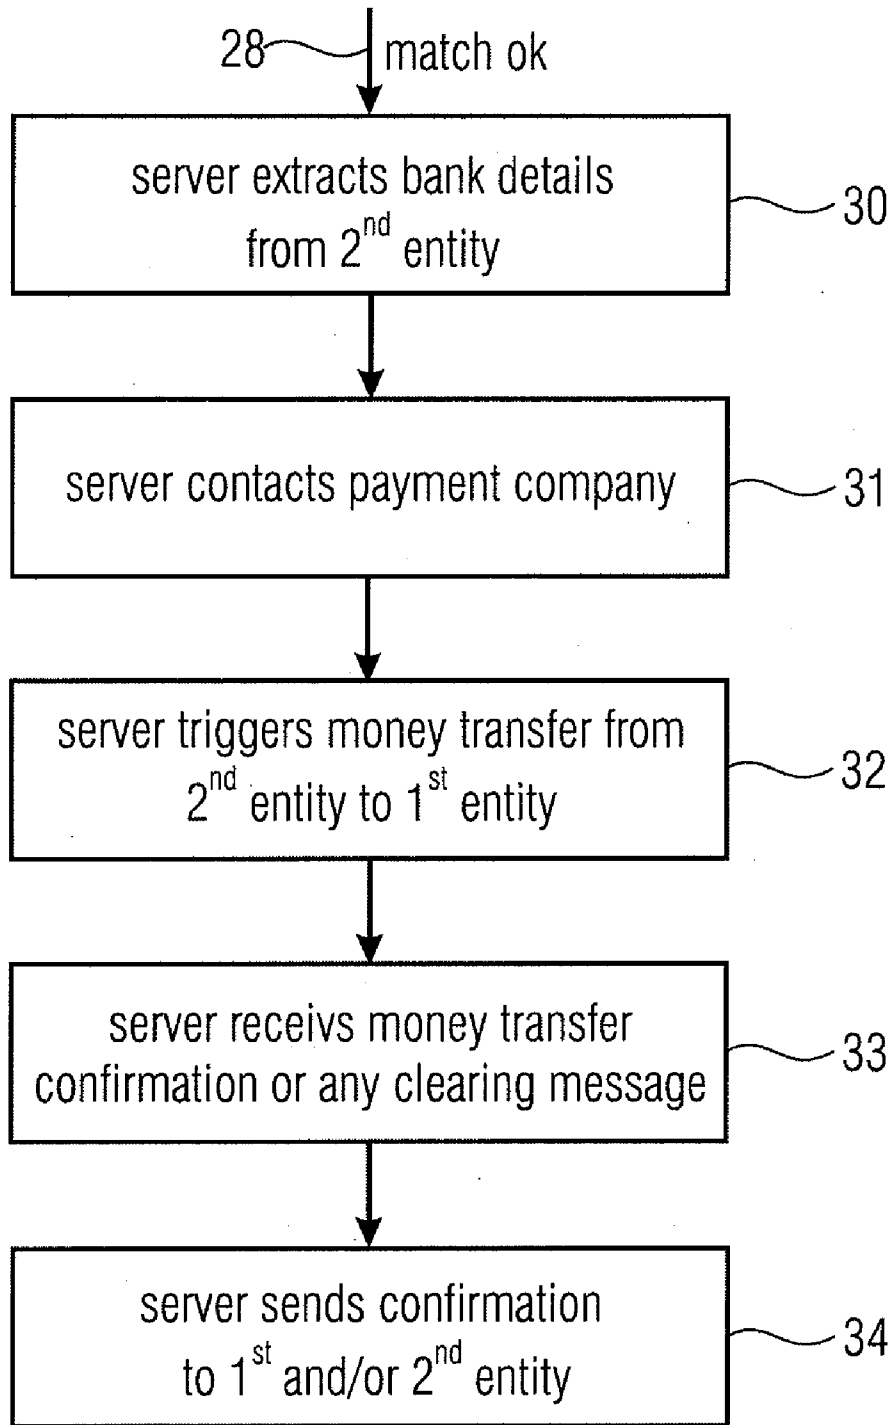 28 match ok
server extracts bank details
from 2nd entity
30
server contacts payment company
31
server triggers money transfer from
2nd entity to 1st entity
32
server receivs money transfer
confirmation or any clearing message
33
server sends confirmation
to 1st and/or 2nd entity
34